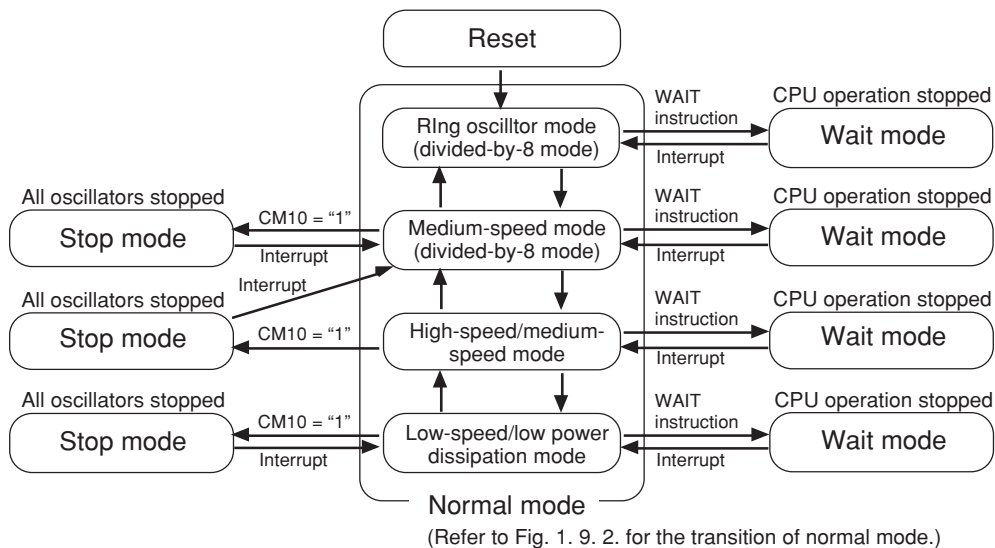 Reset
RIng oscilltor mode
(divided-by-8 mode)
WAIT
instruction
Interrupt
CPU operation stopped
Wait mode
All oscillators stopped
Stop mode
CM10 = “1”
Interrupt
Medium-speed mode
(divided-by-8 mode)
WAIT
instruction
Interrupt
CPU operation stopped
Wait mode
Interrupt
All oscillators stopped
Stop mode
CM10 = “1”
High-speed/medium-
speed mode
WAIT
instruction
Interrupt
CPU operation stopped
Wait mode
All oscillators stopped
Stop mode
CM10 = “1”
Interrupt
Low-speed/low power
dissipation mode
WAIT
instruction
Interrupt
CPU operation stopped
Wait mode
Normal mode
(Refer to Fig. 1. 9. 2. for the transition of normal mode.)